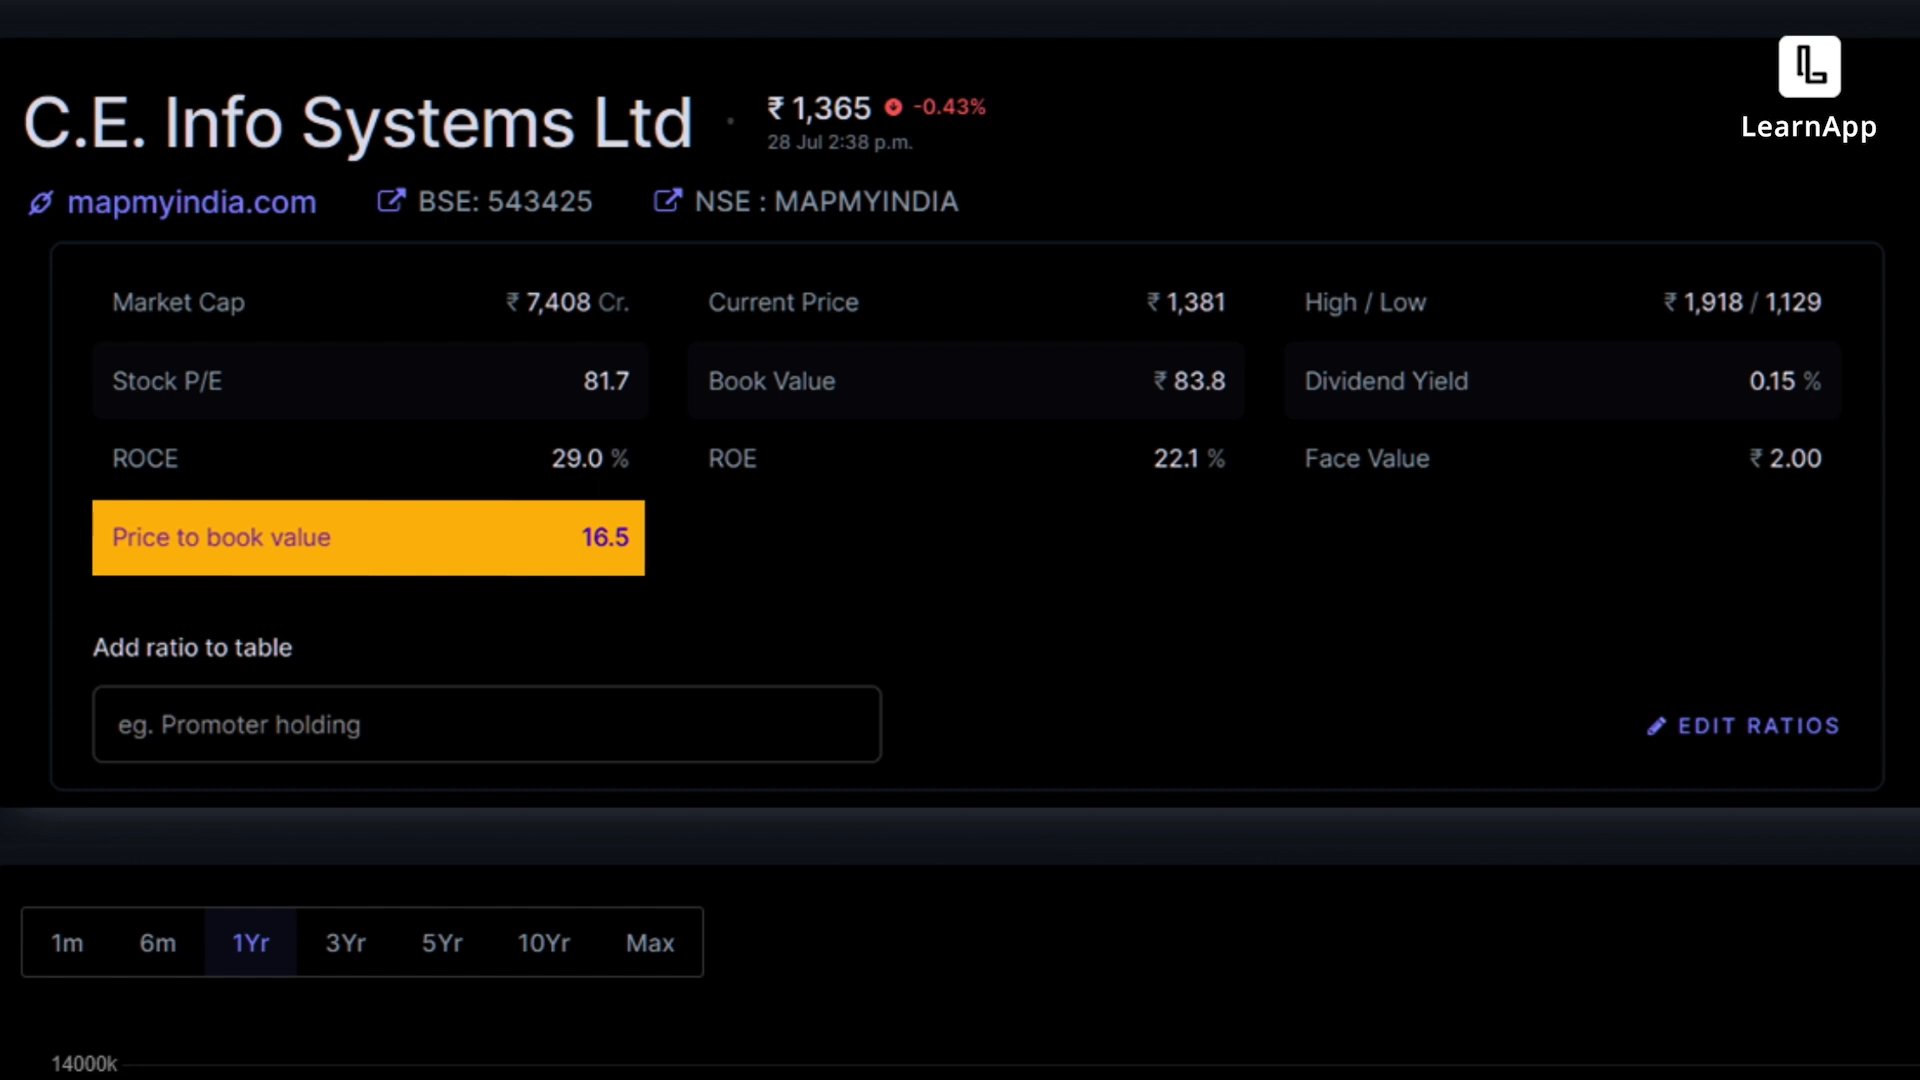 LearnApp
C.E. Info Systems Ltd · ₹ 1,365 -0.43%
28 Jul 2:38 p.m.
mapmyindia.com BSE: 543425 NSE : MAPMYINDIA
Market Cap ₹ 7,408 Cr. Current Price ₹ 1,381 High / Low ₹ 1,918 / 1,129
Stock P/E 81.7 Book Value ₹ 83.8 Dividend Yield 0.15 %
ROCE 29.0 % ROE 22.1 % Face Value ₹ 2.00
Price to book value 16.5
Add ratio to table
eg. Promoter holding EDIT RATIOS
1m 6m 1Yr 3Yr 5Yr 10Yr Max
14000k